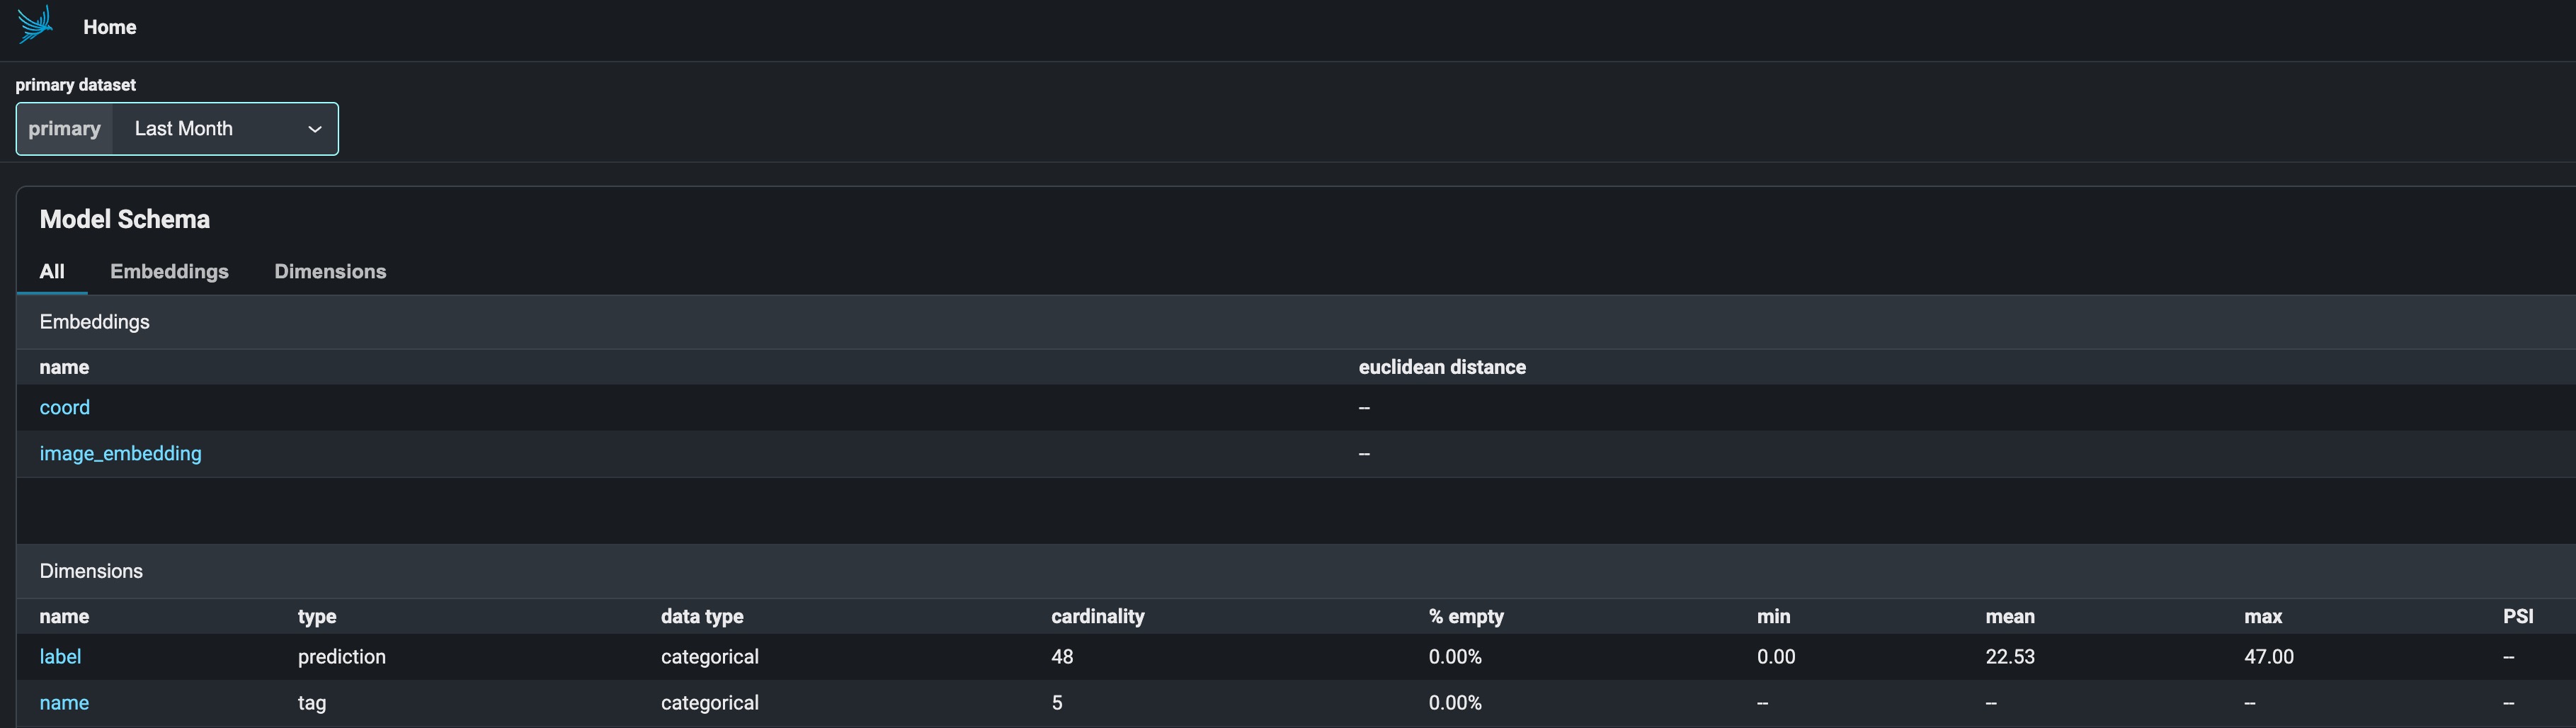 Home
primary dataset
primary Last Month
Model Schema
All Embeddings Dimensions
Embeddings
name euclidean distance
coord --
image_embedding --
Dimensions
name type data type cardinality % empty min mean max PSI
label prediction categorical 48 0.00% 0.00 22.53 47.00 --
name tag categorical 5 0.00% -- -- -- --